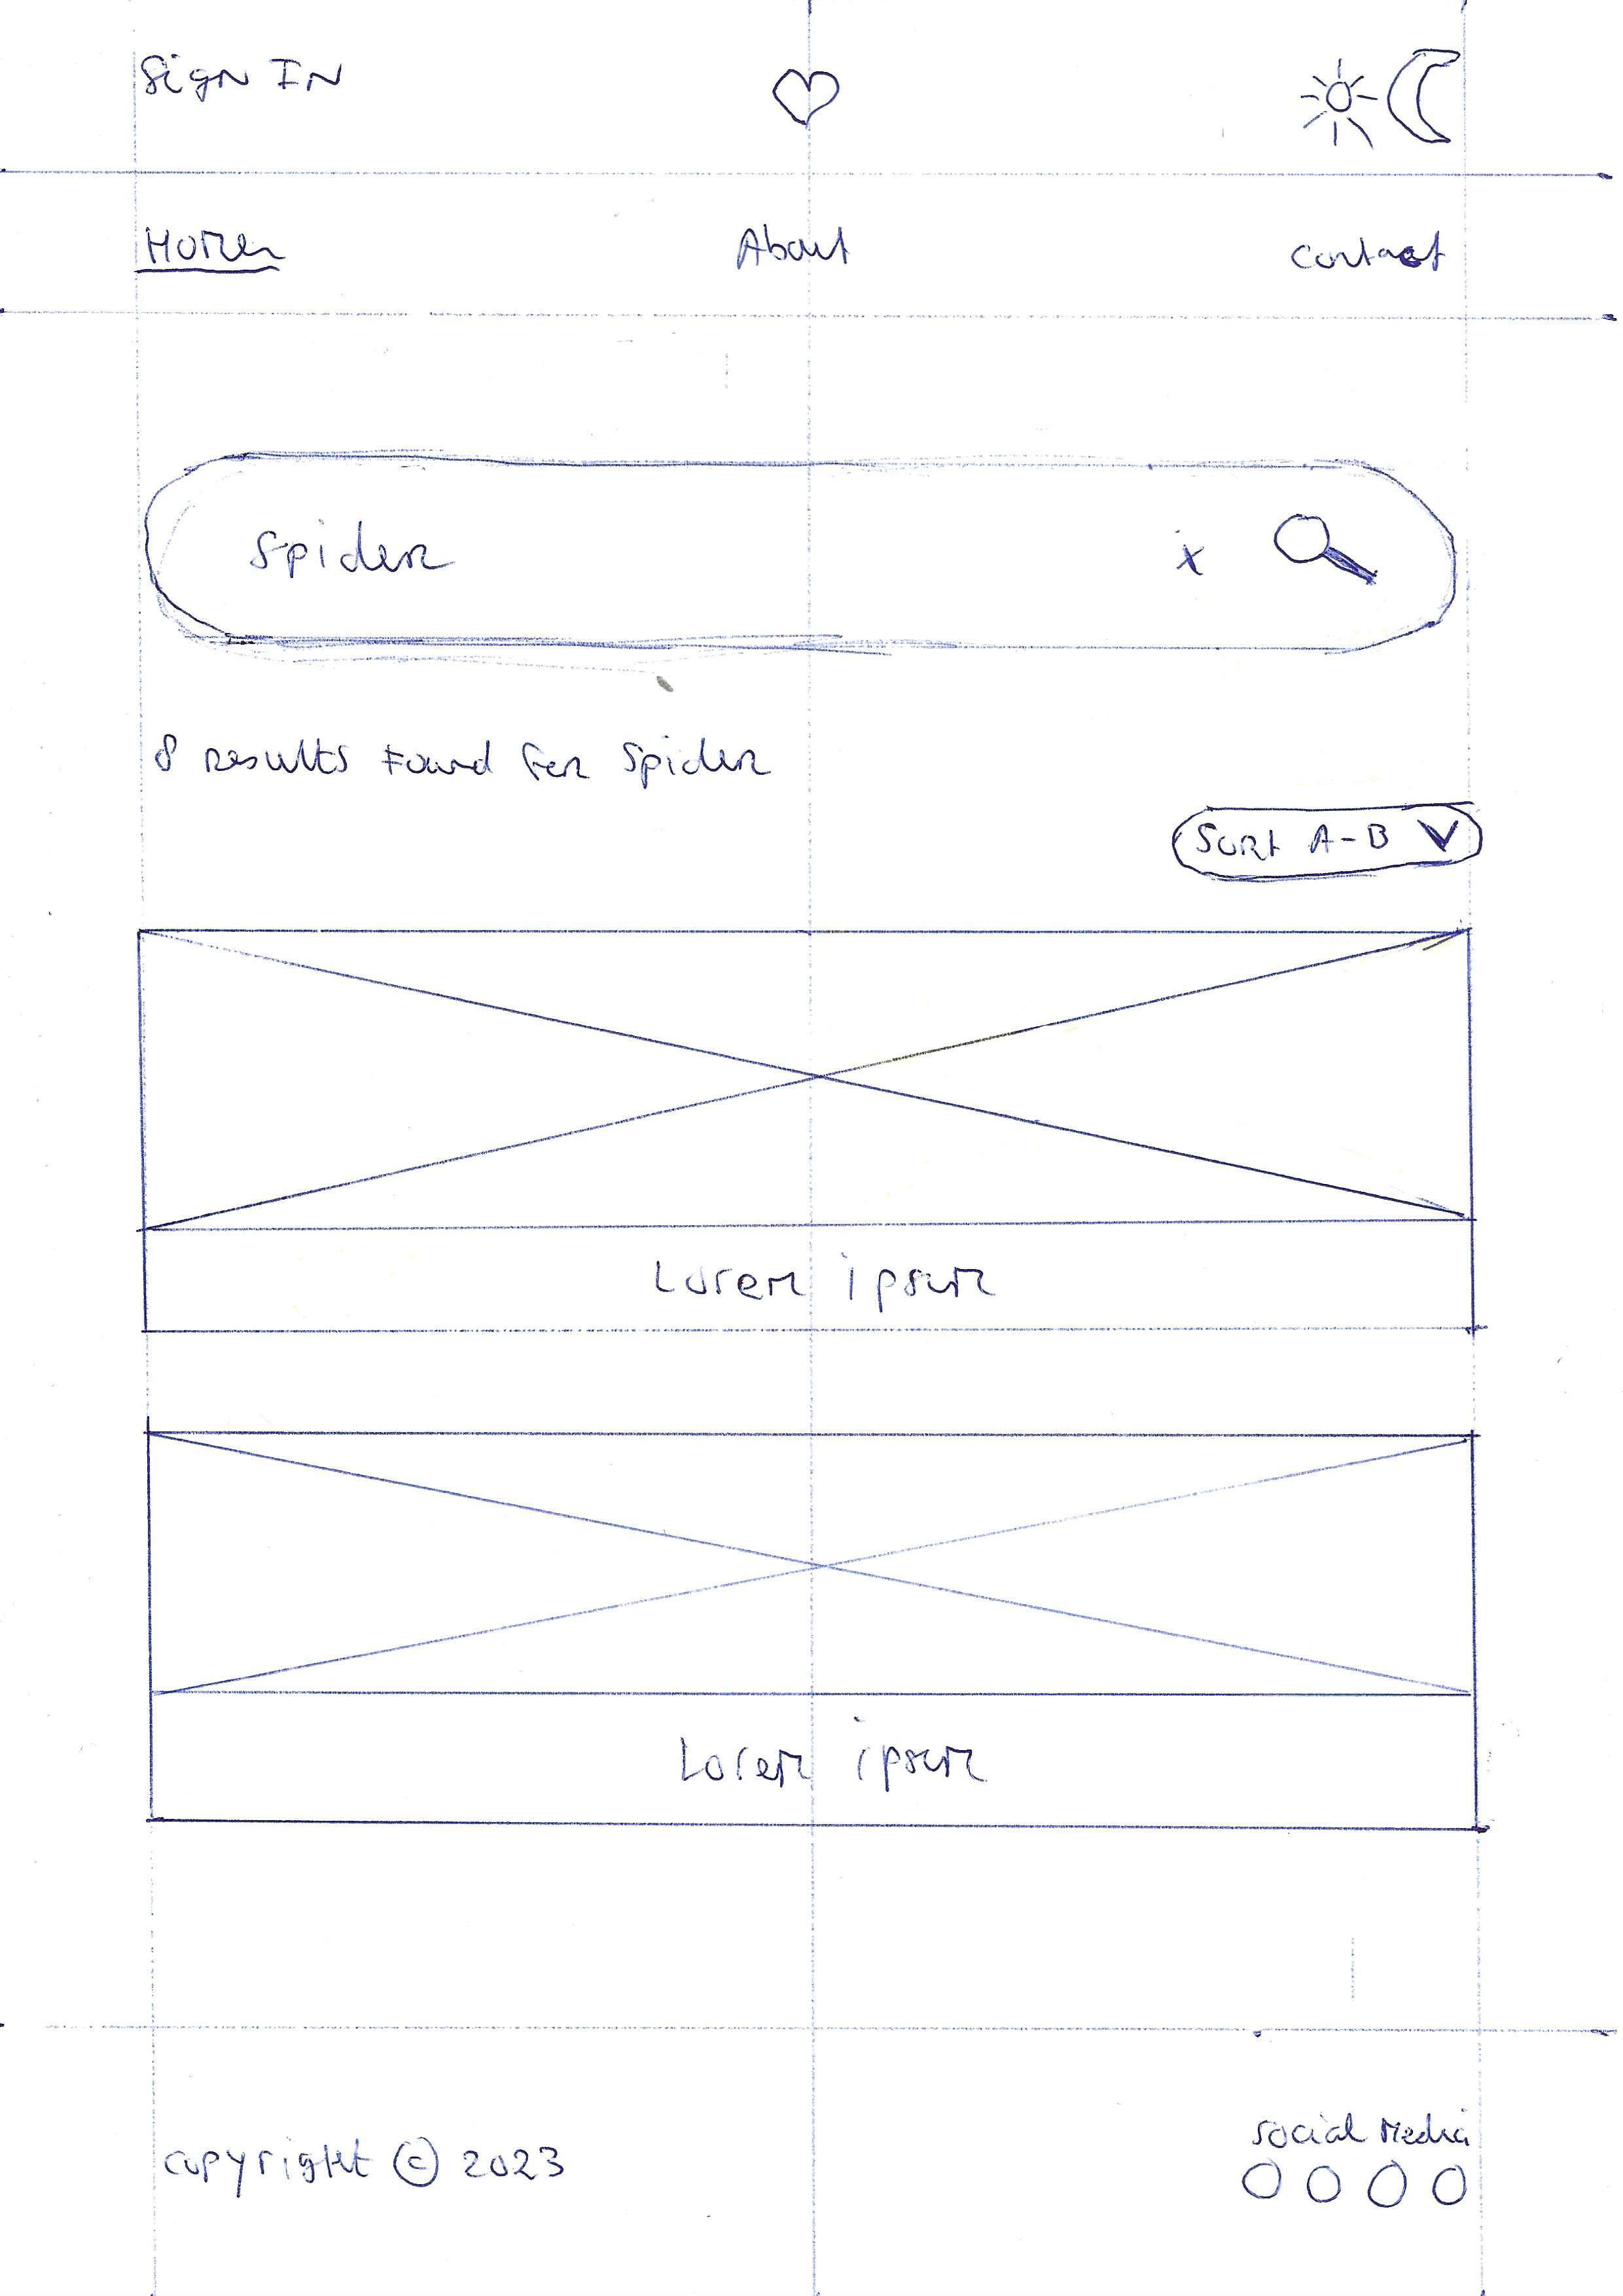 Sign In
Home
About
Contact
Spider x
8 results found for Spider
Sort A-B
Lorem ipsum
Lorem ipsum
Social Media
copyright © 2023